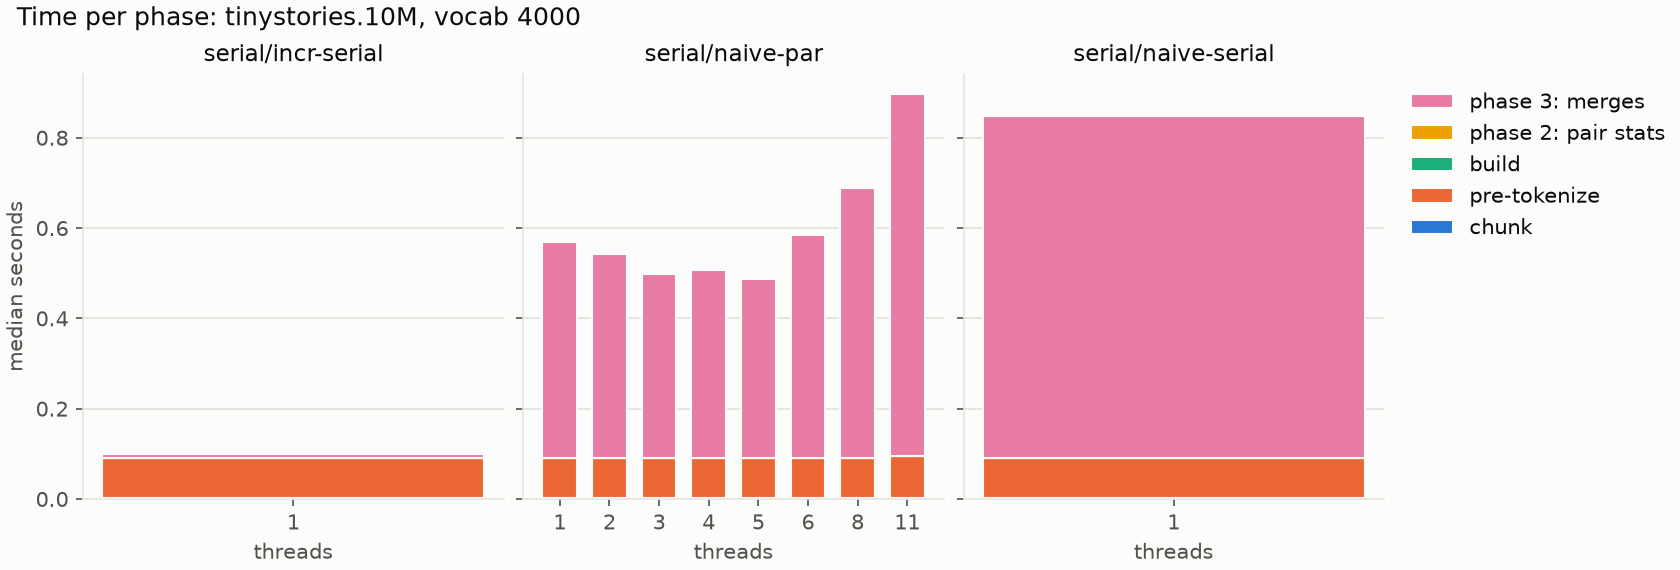 Time per phase: tinystories.10M, vocab 4000
serial/incr-serial
serial/naive-par
serial/naive-serial
median seconds
0.8
0.6
0.4
0.2
0.0
1
threads
1 2 3 4 5 6 8 11
threads
1
threads
phase 3: merges
phase 2: pair stats
build
pre-tokenize
chunk